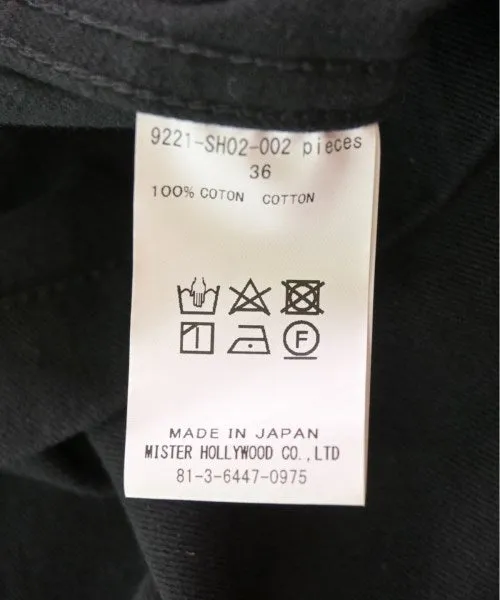 9221-SH02-002 pieces
36
100% COTON COTTON
F
MADE IN JAPAN
MISTER HOLLYWOOD CO.,LTD
81-3-6447-0975